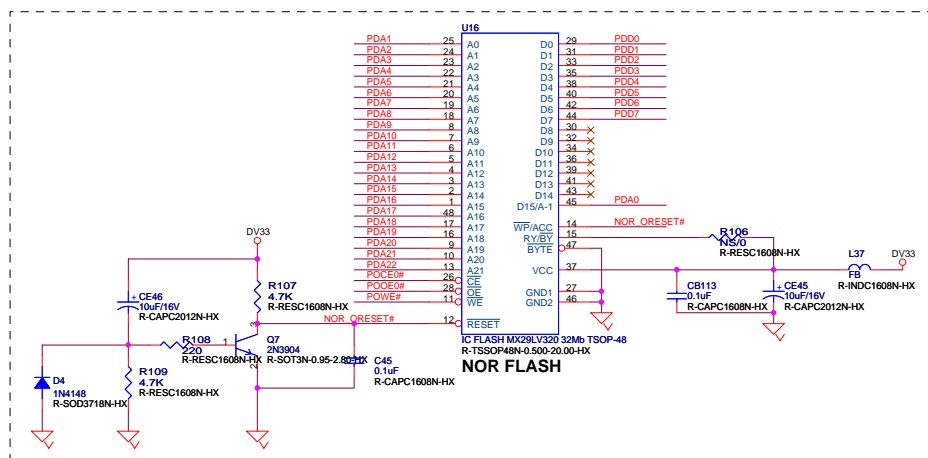 U16
PDA1 25 A0 D0 29 PDD0
PDA2 24 A1 D1 31 PDD1
PDA3 23 A2 D2 33 PDD2
PDA4 22 A3 D3 35 PDD3
PDA5 21 A4 D4 38 PDD4
PDA6 20 A5 D5 40 PDD5
PDA7 19 A6 D6 42 PDD6
PDA8 18 A7 D7 44 PDD7
PDA9 8 A8 D8 30
PDA10 7 A9 D9 32
PDA11 6 A10 D10 34
PDA12 5 A11 D11 36
PDA13 4 A12 D12 39
PDA14 3 A13 D13 41
PDA15 2 A14 D14 43
PDA16 1 A15 D15/A-1 45 PDA0
PDA17 48 A16
PDA18 17 A17 WP/ACC 14 NOR_ORESET#
PDA19 16 A18 RY/BY 15
PDA20 9 A19 BYTE 47
PDA21 10 A20
PDA22 13 A21 VCC 37
POCE0# 26 CE
POOE0# 28 OE GND1 27
POWE# 11 WE GND2 46
NOR_ORESET# 12 RESET
IC FLASH MX29LV320 32Mb TSOP-48
R-TSSOP48N-0.500-20.00-HX
NOR FLASH
R106
NS/0
R-RESC1608N-HX
L37
FB
R-INDC1608N-HX
DV33
CB113
0.1uF
R-CAPC1608N-HX
CE45
10uF/16V
R-CAPC2012N-HX
DV33
CE46
10uF/16V
R-CAPC2012N-HX
R107
4.7K
R-RESC1608N-HX
R108
220
R-RESC1608N-HX
1
3
2
Q7
2N3904
R-SOT3N-0.95-2.80-HX
C45
0.1uF
R-CAPC1608N-HX
D4
1N4148
R-SOD3718N-HX
R109
4.7K
R-RESC1608N-HX